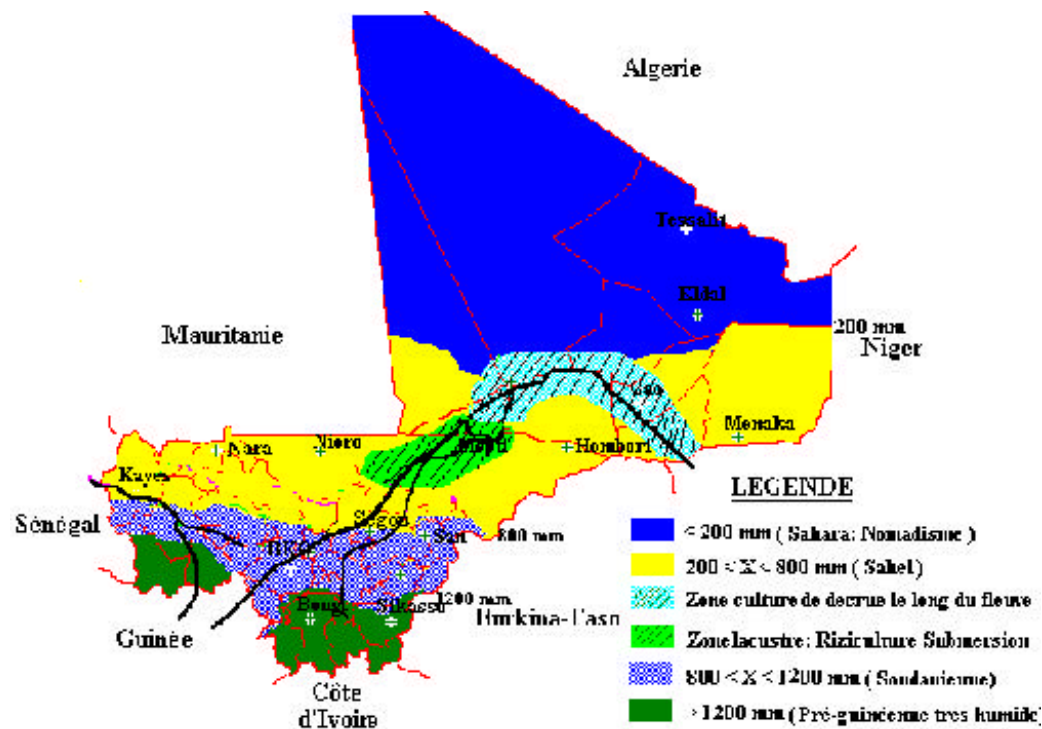 Algerie
Tessalit
Kidal
Mauritanie
200 mm
Niger
Gao
Menaka
Mopti
Hombori
Nara
Nioro
Kayes
LEGENDE
Sénégal
Segou
San
800 mm
< 200 mm ( Sahara: Nomadisme )
200 < X < 800 mm ( Sahel)
BKO
Zone culture de decrue le long du fleuve
Bougi
Sikasso
1200 mm
Burkina-Faso
Guinée
Zone lacustre: Riziculture Submersion
800 < X < 1200 mm ( Soudanienne)
Côte
d'Ivoire
>1200 mm (Pré-guinéenne tres humide)